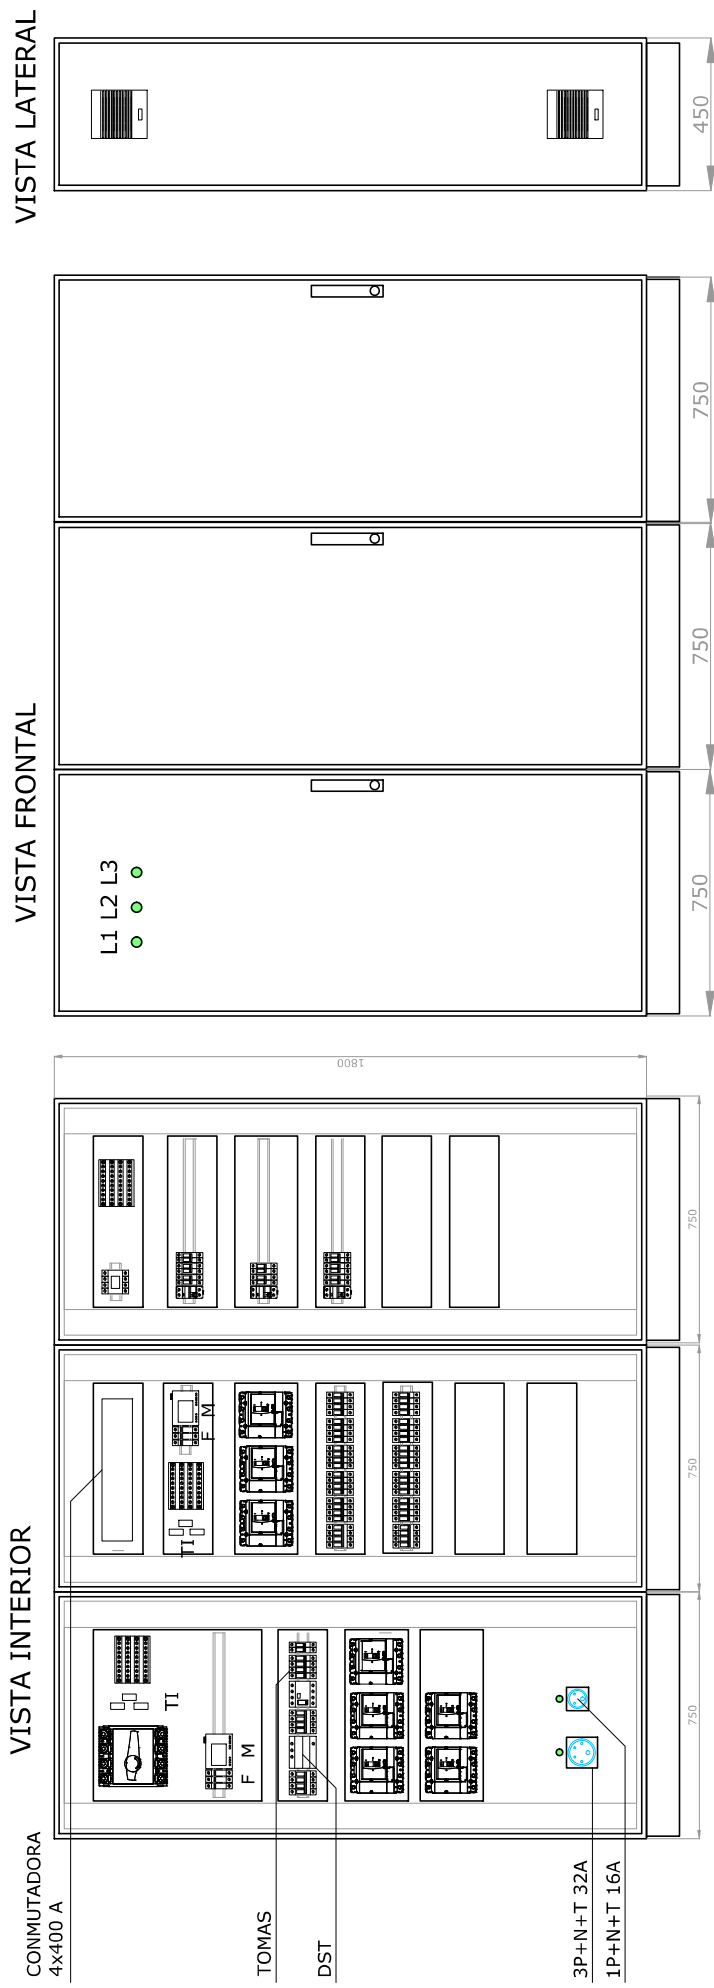 VISTA INTERIOR
VISTA FRONTAL
VISTA LATERAL
CONMUTADORA
4x400 A
TOMAS
DST
3P+N+T 32A
1P+N+T 16A
TI
F M
TI
F M
L1 L2 L3
1800
750
750
750
750
750
750
450